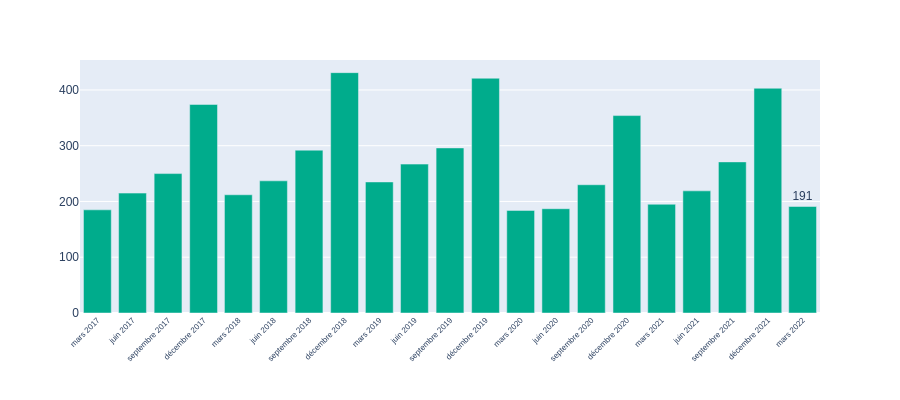 400
300
200
100
0
191
mars 2017
juin 2017
septembre 2017
décembre 2017
mars 2018
juin 2018
septembre 2018
décembre 2018
mars 2019
juin 2019
septembre 2019
décembre 2019
mars 2020
juin 2020
septembre 2020
décembre 2020
mars 2021
juin 2021
septembre 2021
décembre 2021
mars 2022